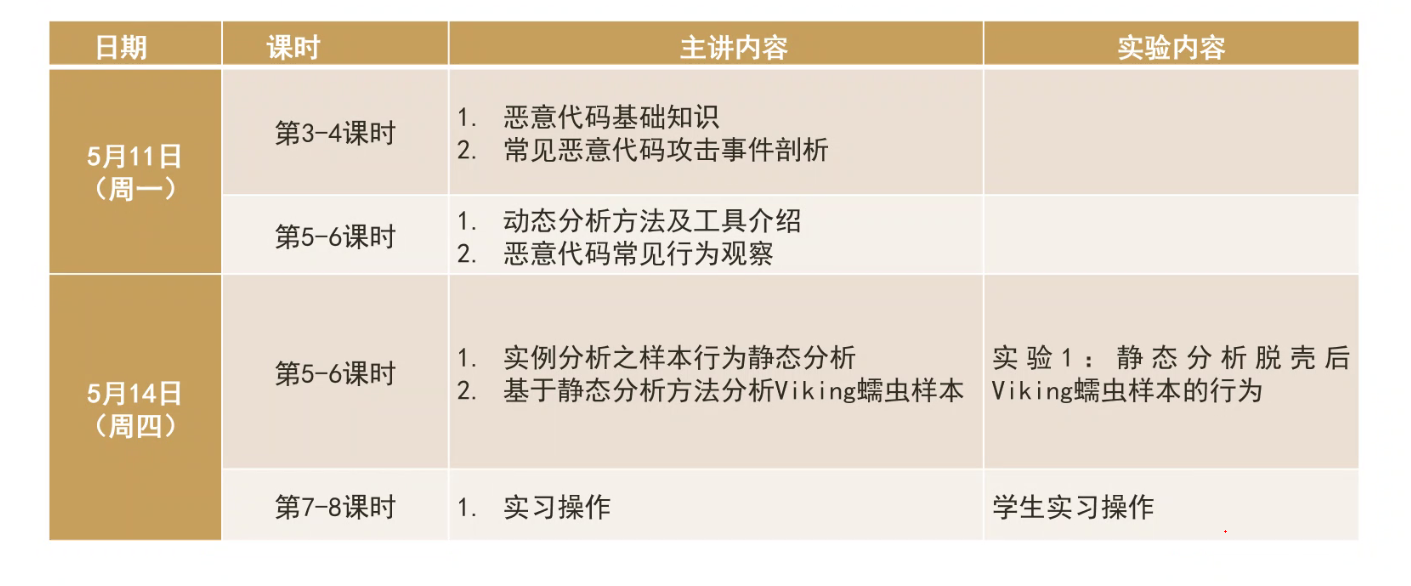 日期 课时 主讲内容 实验内容
5月11日
（周一）
第3-4课时
1. 恶意代码基础知识
2. 常见恶意代码攻击事件剖析
第5-6课时
1. 动态分析方法及工具介绍
2. 恶意代码常见行为观察
5月14日
（周四）
第5-6课时
1. 实例分析之样本行为静态分析
2. 基于静态分析方法分析Viking蠕虫样本
实验1：静态分析脱壳后
Viking蠕虫样本的行为
第7-8课时
1. 实习操作
学生实习操作